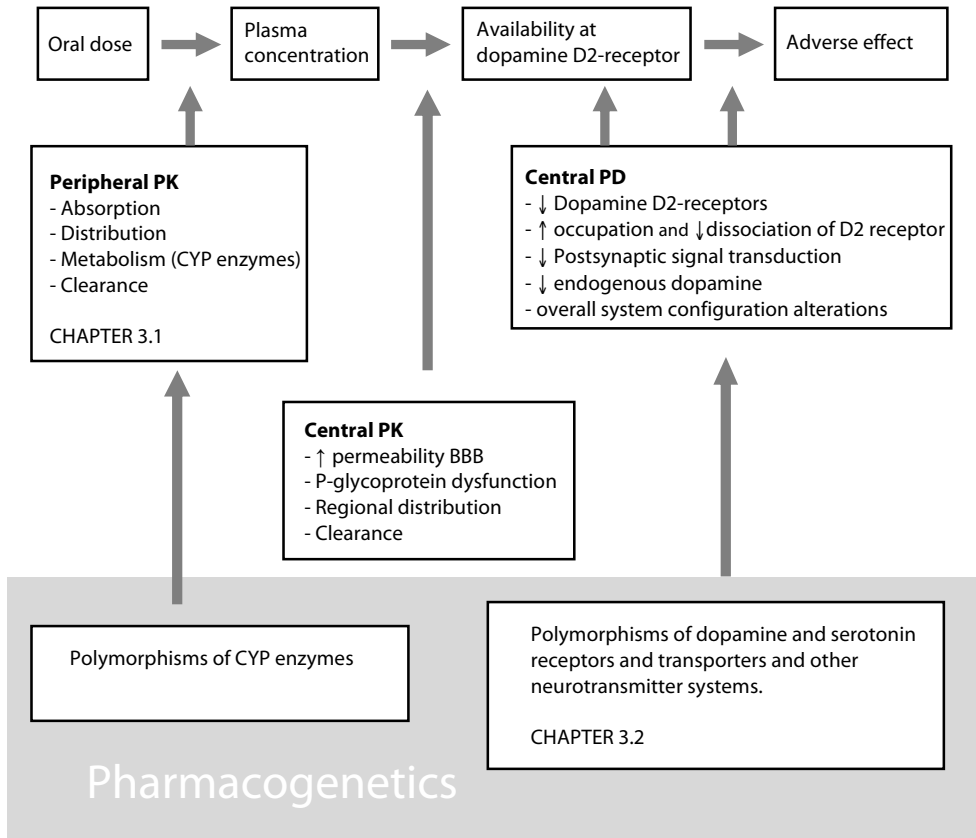 Oral dose
Plasma
concentration
Availability at
dopamine D2-receptor
Adverse effect
Peripheral PK
- Absorption
- Distribution
- Metabolism (CYP enzymes)
- Clearance
CHAPTER 3.1
Central PD
- ↓ Dopamine D2-receptors
- ↑ occupation and ↓dissociation of D2 receptor
- ↓ Postsynaptic signal transduction
- ↓ endogenous dopamine
- overall system configuration alterations
Central PK
- ↑ permeability BBB
- P-glycoprotein dysfunction
- Regional distribution
- Clearance
Polymorphisms of CYP enzymes
Polymorphisms of dopamine and serotonin
receptors and transporters and other
neurotransmitter systems.
CHAPTER 3.2
Pharmacogenetics